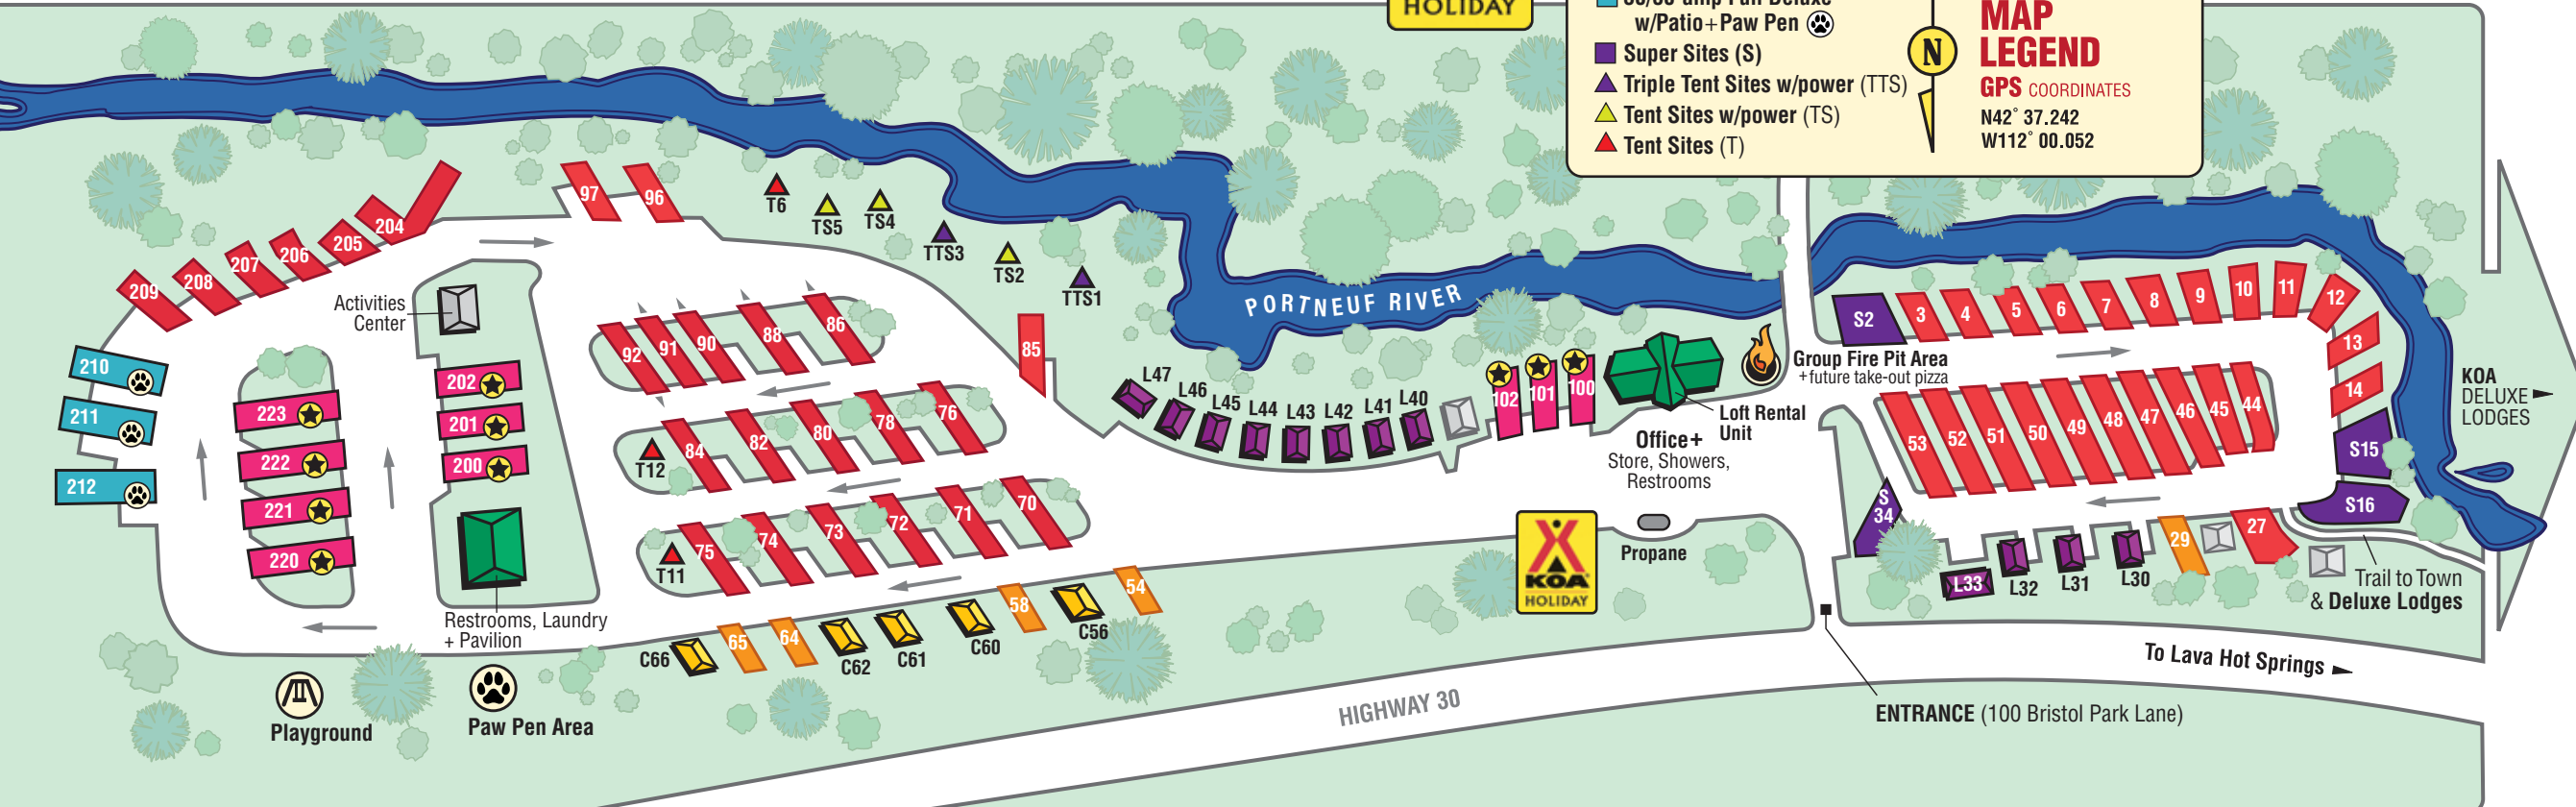 HOLIDAY
w/Patio+Paw Pen
Super Sites (S)
Triple Tent Sites w/power (TTS)
Tent Sites w/power (TS)
Tent Sites (T)
N
MAP
LEGEND
GPS COORDINATES
N42° 37.242
W112° 00.052
97
96
T6
TS5
TS4
TTS3
TS2
TTS1
204
205
206
207
208
209
Activities
Center
210
211
212
223
222
221
220
202
201
200
Restrooms, Laundry
+ Pavilion
Playground
Paw Pen Area
92
91
90
88
86
85
T12
84
82
80
78
76
T11
75
74
73
72
71
70
C66
65
64
C62
C61
C60
58
C56
54
PORTNEUF RIVER
L47
L46
L45
L44
L43
L42
L41
L40
102
101
100
Group Fire Pit Area
+future take-out pizza
Loft Rental
Unit
Office+
Store, Showers,
Restrooms
Propane
KOA
HOLIDAY
S2
3
4
5
6
7
8
9
10
11
12
13
14
S15
S16
53
52
51
50
49
48
47
46
45
44
S
34
L33
L32
L31
L30
29
27
KOA
DELUXE
LODGES
Trail to Town
& Deluxe Lodges
To Lava Hot Springs
HIGHWAY 30
ENTRANCE (100 Bristol Park Lane)